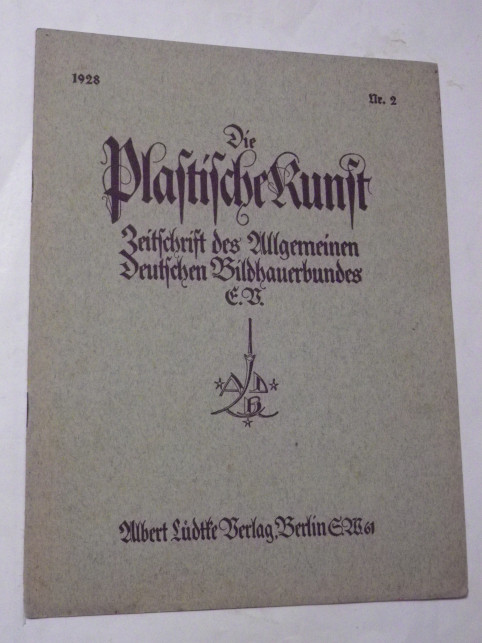 1928
Nr. 2
Die
Plastische Kunst
Zeitschrift des Allgemeinen
Deutschen Bildhauerbundes
E.V.
A D
B
Albert Lüdtke Verlag, Berlin S.W. 61